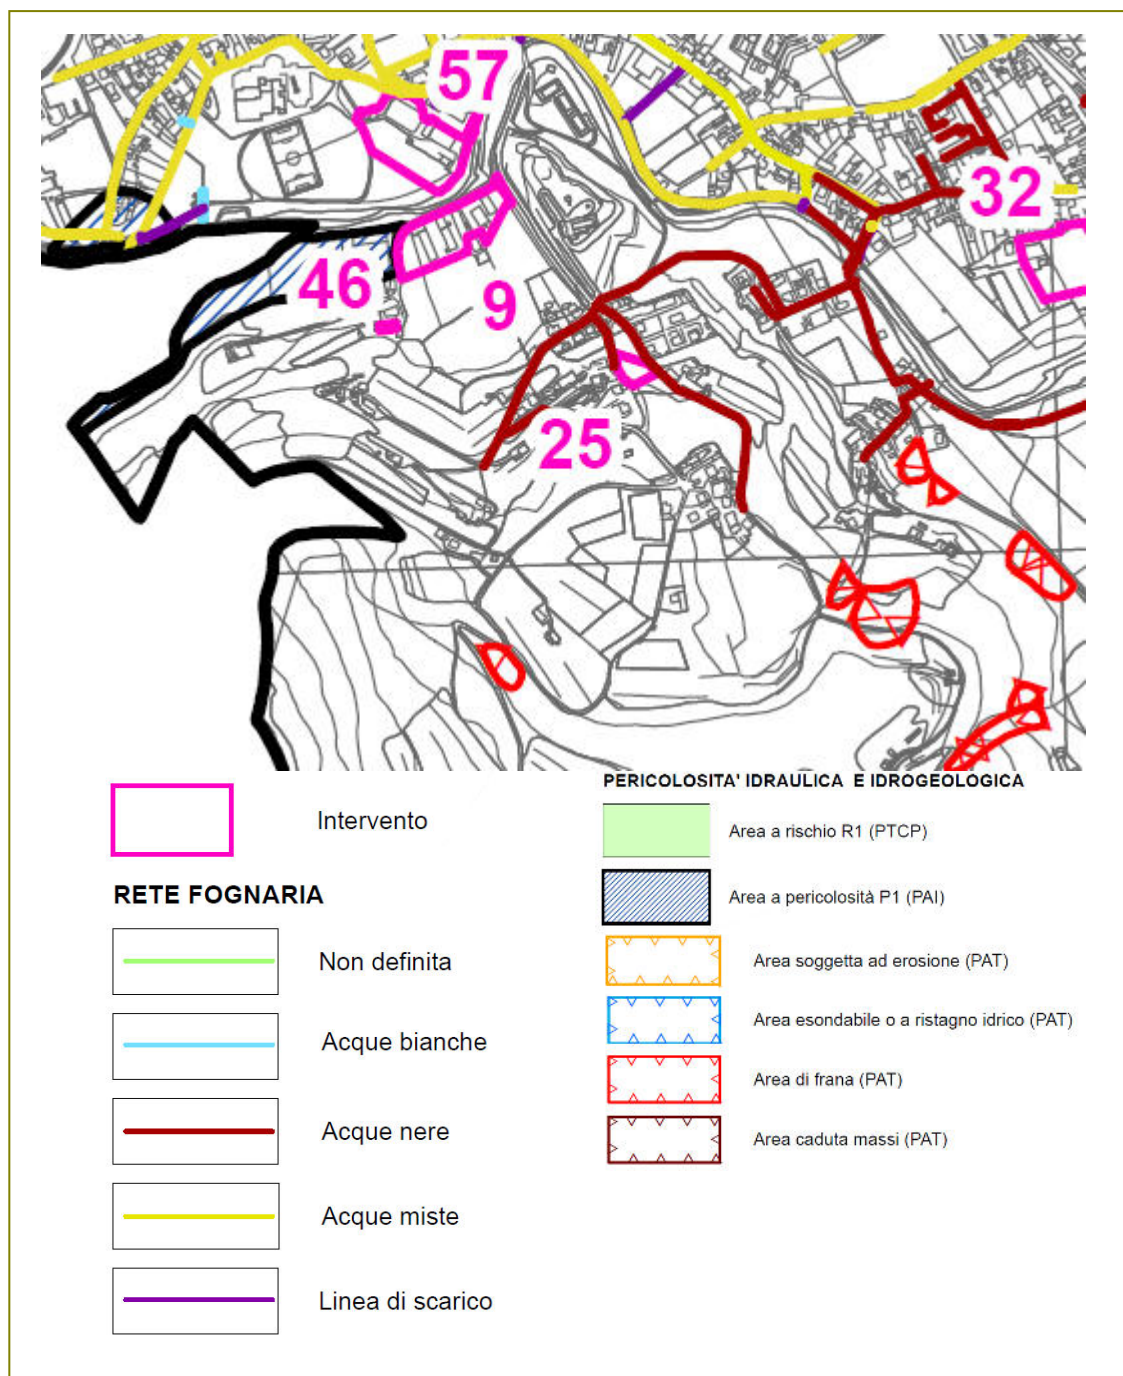 57
32
46
9
25
PERICOLOSITA' IDRAULICA E IDROGEOLOGICA
Intervento
Area a rischio R1 (PTCP)
RETE FOGNARIA
Area a pericolosità P1 (PAI)
Non definita
Area soggetta ad erosione (PAT)
Acque bianche
Area esondabile o a ristagno idrico (PAT)
Acque nere
Area di frana (PAT)
Area caduta massi (PAT)
Acque miste
Linea di scarico